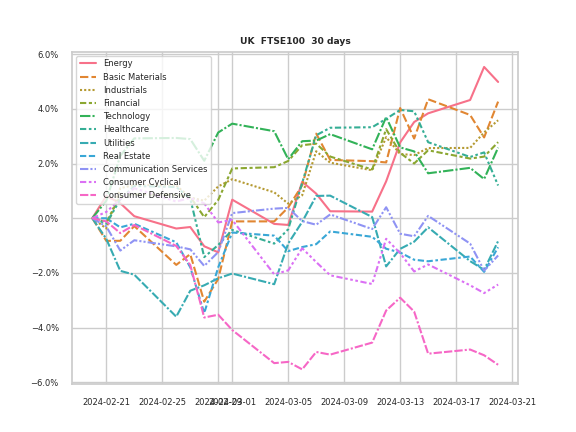 UK FTSE100 30 days
6.0%
4.0%
2.0%
0.0%
−2.0%
−4.0%
−6.0%
Energy
Basic Materials
Industrials
Financial
Technology
Healthcare
Utilities
Real Estate
Communication Services
Consumer Cyclical
Consumer Defensive
2024-02-21 2024-02-25 2024-02-29 2024-03-01 2024-03-05 2024-03-09 2024-03-13 2024-03-17 2024-03-21